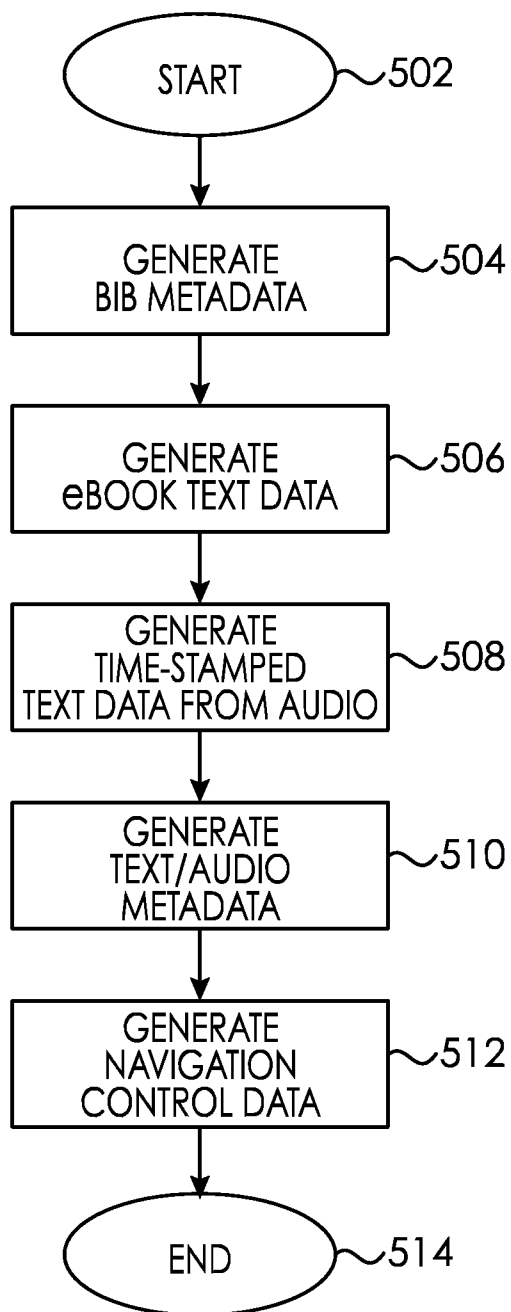 START
502
GENERATE
BIB METADATA
504
GENERATE
eBOOK TEXT DATA
506
GENERATE
TIME-STAMPED
TEXT DATA FROM AUDIO
508
GENERATE
TEXT/AUDIO
METADATA
510
GENERATE
NAVIGATION
CONTROL DATA
512
END
514